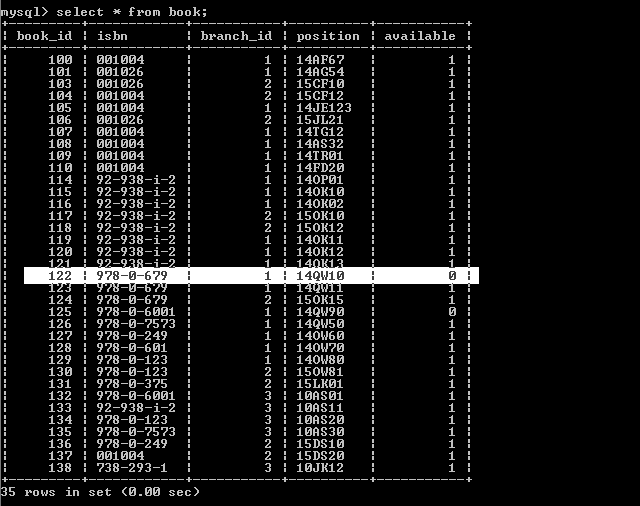 mysql> select * from book;
+---------+------------+-----------+----------+-----------+
| book_id | isbn | branch_id | position | available |
+---------+------------+-----------+----------+-----------+
| 100 | 001004 | 1 | 14AF67 | 1 |
| 101 | 001026 | 1 | 14AG54 | 1 |
| 103 | 001026 | 2 | 15CF10 | 1 |
| 104 | 001004 | 2 | 15CF12 | 1 |
| 105 | 001004 | 1 | 14JE123 | 1 |
| 106 | 001026 | 2 | 15JL21 | 1 |
| 107 | 001004 | 1 | 14TG12 | 1 |
| 108 | 001004 | 1 | 14AS32 | 1 |
| 109 | 001004 | 1 | 14TR01 | 1 |
| 110 | 001004 | 1 | 14FD20 | 1 |
| 114 | 92-938-i-2 | 1 | 14OP01 | 1 |
| 115 | 92-938-i-2 | 1 | 14OK10 | 1 |
| 116 | 92-938-i-2 | 1 | 14OK02 | 1 |
| 117 | 92-938-i-2 | 2 | 15OK10 | 1 |
| 118 | 92-938-i-2 | 2 | 15OK12 | 1 |
| 119 | 92-938-i-2 | 1 | 14OK11 | 1 |
| 120 | 92-938-i-2 | 1 | 14OK12 | 1 |
| 121 | 92-938-i-2 | 1 | 14OK13 | 1 |
| 122 | 978-0-679 | 1 | 14QW10 | 0 |
| 123 | 978-0-679 | 1 | 14QW11 | 1 |
| 124 | 978-0-679 | 2 | 15OK15 | 1 |
| 125 | 978-0-6001 | 1 | 14QW90 | 0 |
| 126 | 978-0-7573 | 1 | 14QW50 | 1 |
| 127 | 978-0-249 | 1 | 14OW60 | 1 |
| 128 | 978-0-601 | 1 | 14OW70 | 1 |
| 129 | 978-0-123 | 1 | 14OW80 | 1 |
| 130 | 978-0-123 | 2 | 15OW81 | 1 |
| 131 | 978-0-375 | 2 | 15LK01 | 1 |
| 132 | 978-0-6001 | 3 | 10AS01 | 1 |
| 133 | 92-938-i-2 | 3 | 10AS11 | 1 |
| 134 | 978-0-123 | 3 | 10AS20 | 1 |
| 135 | 978-0-7573 | 3 | 10AS30 | 1 |
| 136 | 978-0-249 | 2 | 15DS10 | 1 |
| 137 | 001004 | 2 | 15DS20 | 1 |
| 138 | 738-293-1 | 3 | 10JK12 | 1 |
+---------+------------+-----------+----------+-----------+
35 rows in set (0.00 sec)